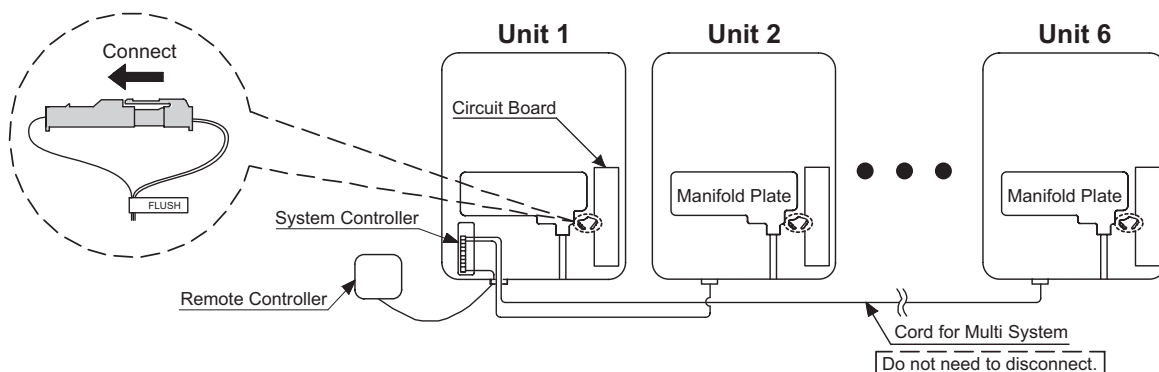 Unit 1
Unit 2
Unit 6
Connect
Circuit Board
FLUSH
Manifold Plate
Manifold Plate
System Controller
Remote Controller
Cord for Multi System
Do not need to disconnect.